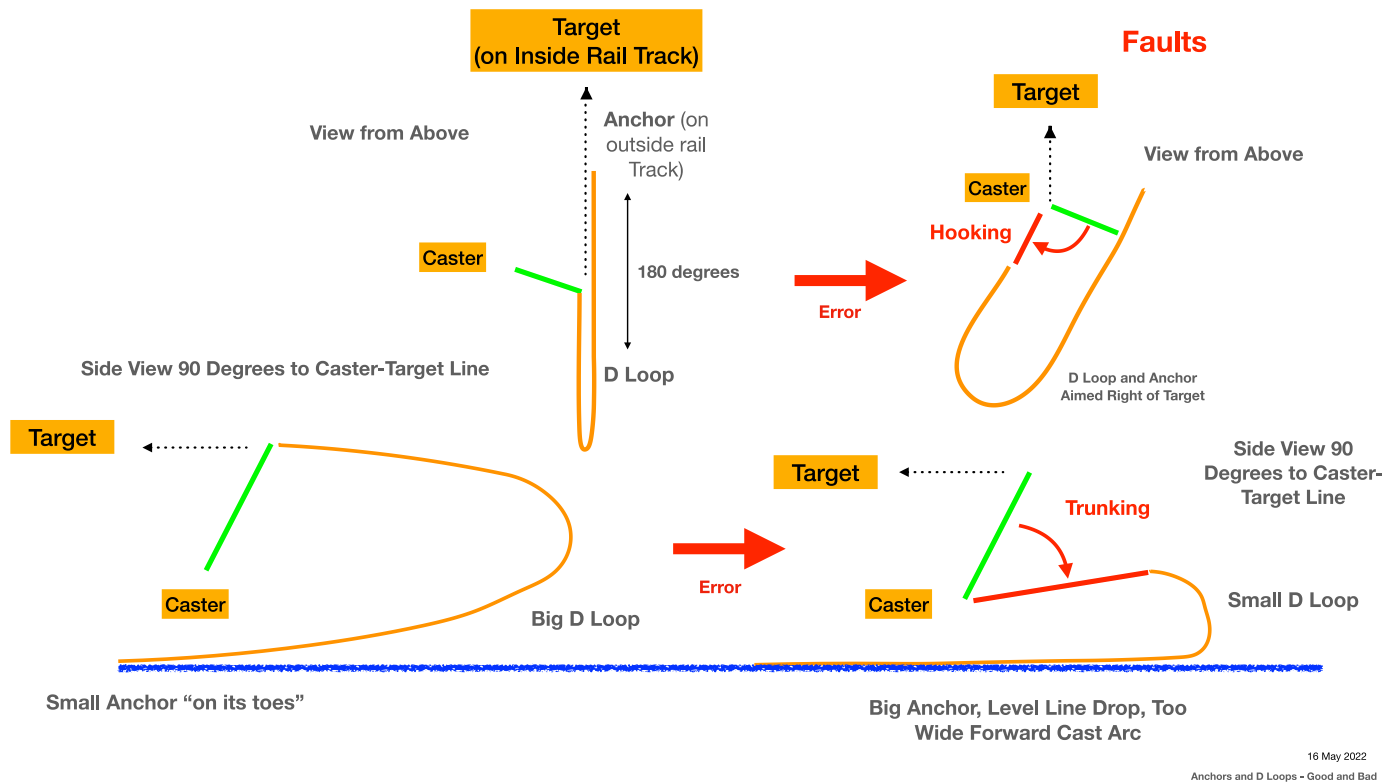 Target
(on Inside Rail Track)
View from Above
Anchor (on
outside rail
Track)
Caster
180 degrees
D Loop
Faults
Target
View from Above
Caster
Hooking
Error
D Loop and Anchor
Aimed Right of Target
Side View 90 Degrees to Caster-Target Line
Target
Caster
Big D Loop
Small Anchor “on its toes”
Error
Side View 90
Degrees to Caster-
Target Line
Target
Trunking
Caster
Small D Loop
Big Anchor, Level Line Drop, Too
Wide Forward Cast Arc
16 May 2022
Anchors and D Loops - Good and Bad